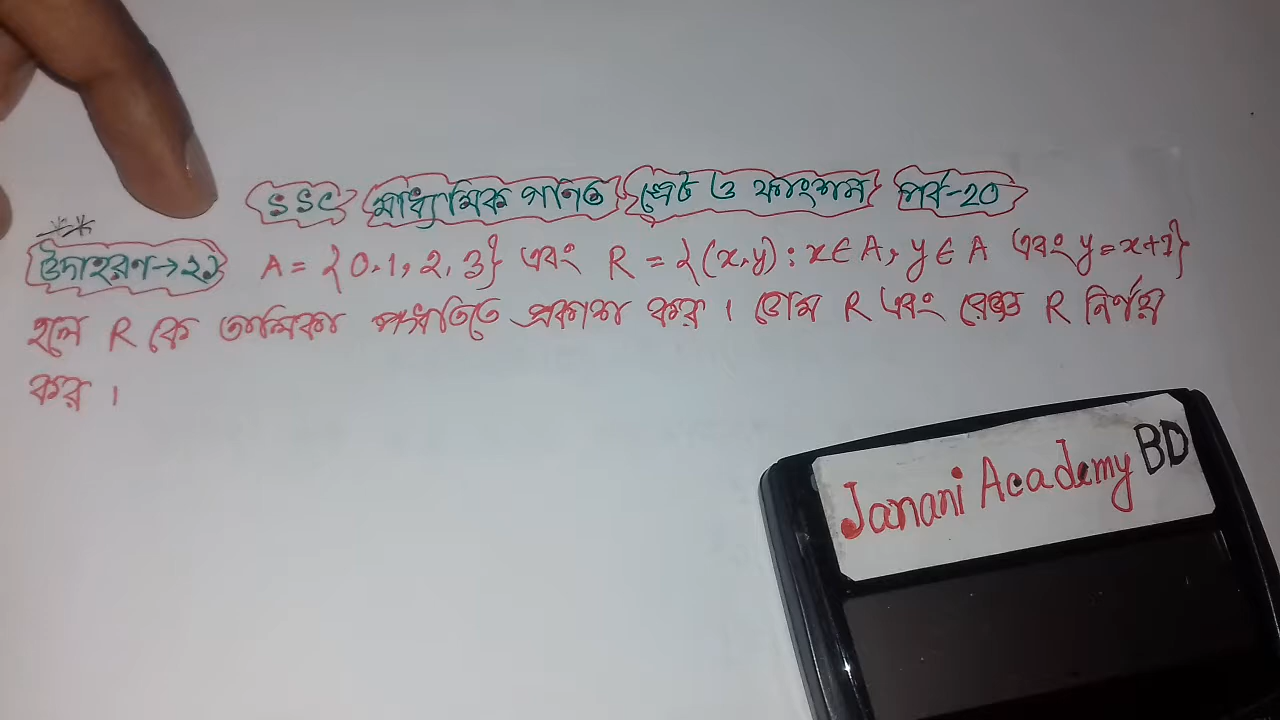 SSC মাধ্যমিক গনিত সেট ও ফাংশন পর্ব-20
উদাহরণ→২১ A = {0,1,2,3} এবং R = {(x,y) : x∈A, y∈A এবং y=x+1}
হলে R কে তালিকা পদ্ধতিতে প্রকাশ কর । ডোম R এবং রেঞ্জ R নির্ণয়
কর ।
Janani Academy BD